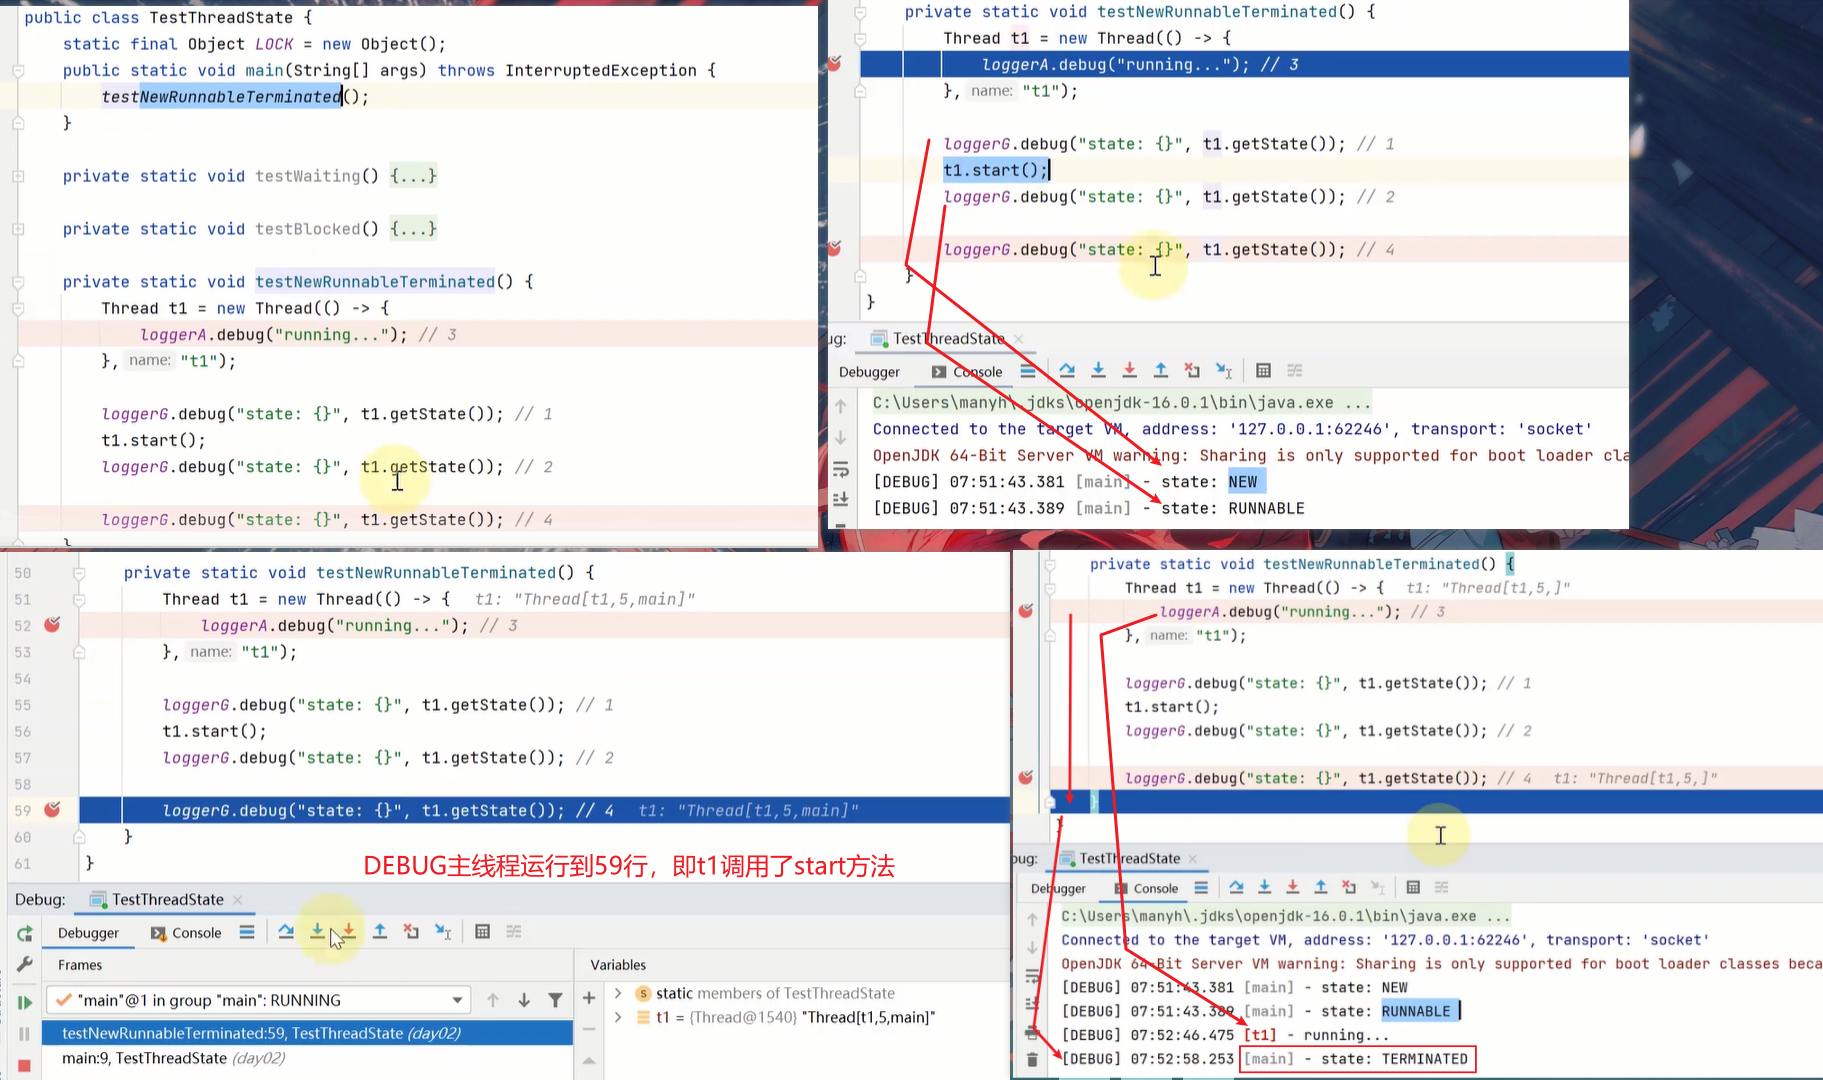 public class TestThreadState {
static final Object LOCK = new Object();
public static void main(String[] args) throws InterruptedException {
testNewRunnableTerminated();
}
private static void testWaiting() {...}
private static void testBlocked() {...}
private static void testNewRunnableTerminated() {
Thread t1 = new Thread(() -> {
loggerA.debug("running..."); // 3
}, name: "t1");
loggerG.debug("state: {}", t1.getState()); // 1
t1.start();
loggerG.debug("state: {}", t1.getState()); // 2
loggerG.debug("state: {}", t1.getState()); // 4
}
private static void testNewRunnableTerminated() {
Thread t1 = new Thread(() -> {
loggerA.debug("running..."); // 3
}, name: "t1");
loggerG.debug("state: {}", t1.getState()); // 1
t1.start();
loggerG.debug("state: {}", t1.getState()); // 2
loggerG.debug("state: {}", t1.getState()); // 4
}
}
ug: TestThreadState
Debugger Console
C:\Users\manyh\.jdks\openjdk-16.0.1\bin\java.exe ...
Connected to the target VM, address: '127.0.0.1:62246', transport: 'socket'
OpenJDK 64-Bit Server VM warning: Sharing is only supported for boot loader cla
[DEBUG] 07:51:43.381 [main] - state: NEW
[DEBUG] 07:51:43.389 [main] - state: RUNNABLE
50 private static void testNewRunnableTerminated() {
51 Thread t1 = new Thread(() -> { t1: "Thread[t1,5,main]"
52 loggerA.debug("running..."); // 3
53 }, name: "t1");
54
55 loggerG.debug("state: {}", t1.getState()); // 1
56 t1.start();
57 loggerG.debug("state: {}", t1.getState()); // 2
58
59 loggerG.debug("state: {}", t1.getState()); // 4 t1: "Thread[t1,5,main]"
60 }
61 }
DEBUG主线程运行到59行，即t1调用了start方法
Debug: TestThreadState
Debugger Console
Frames
"main"@1 in group "main": RUNNING
testNewRunnableTerminated:59, TestThreadState (day02)
main:9, TestThreadState (day02)
Variables
static members of TestThreadState
t1 = {Thread@1540} "Thread[t1,5,main]"
private static void testNewRunnableTerminated() {
Thread t1 = new Thread(() -> { t1: "Thread[t1,5,]"
loggerA.debug("running..."); // 3
}, name: "t1");
loggerG.debug("state: {}", t1.getState()); // 1
t1.start();
loggerG.debug("state: {}", t1.getState()); // 2
loggerG.debug("state: {}", t1.getState()); // 4 t1: "Thread[t1,5,]"
}
}
bug: TestThreadState
Debugger Console
C:\Users\manyh\.jdks\openjdk-16.0.1\bin\java.exe ...
Connected to the target VM, address: '127.0.0.1:62246', transport: 'socket'
OpenJDK 64-Bit Server VM warning: Sharing is only supported for boot loader classes beca
[DEBUG] 07:51:43.381 [main] - state: NEW
[DEBUG] 07:51:43.389 [main] - state: RUNNABLE
[DEBUG] 07:52:46.475 [t1] - running...
[DEBUG] 07:52:58.253 [main] - state: TERMINATED